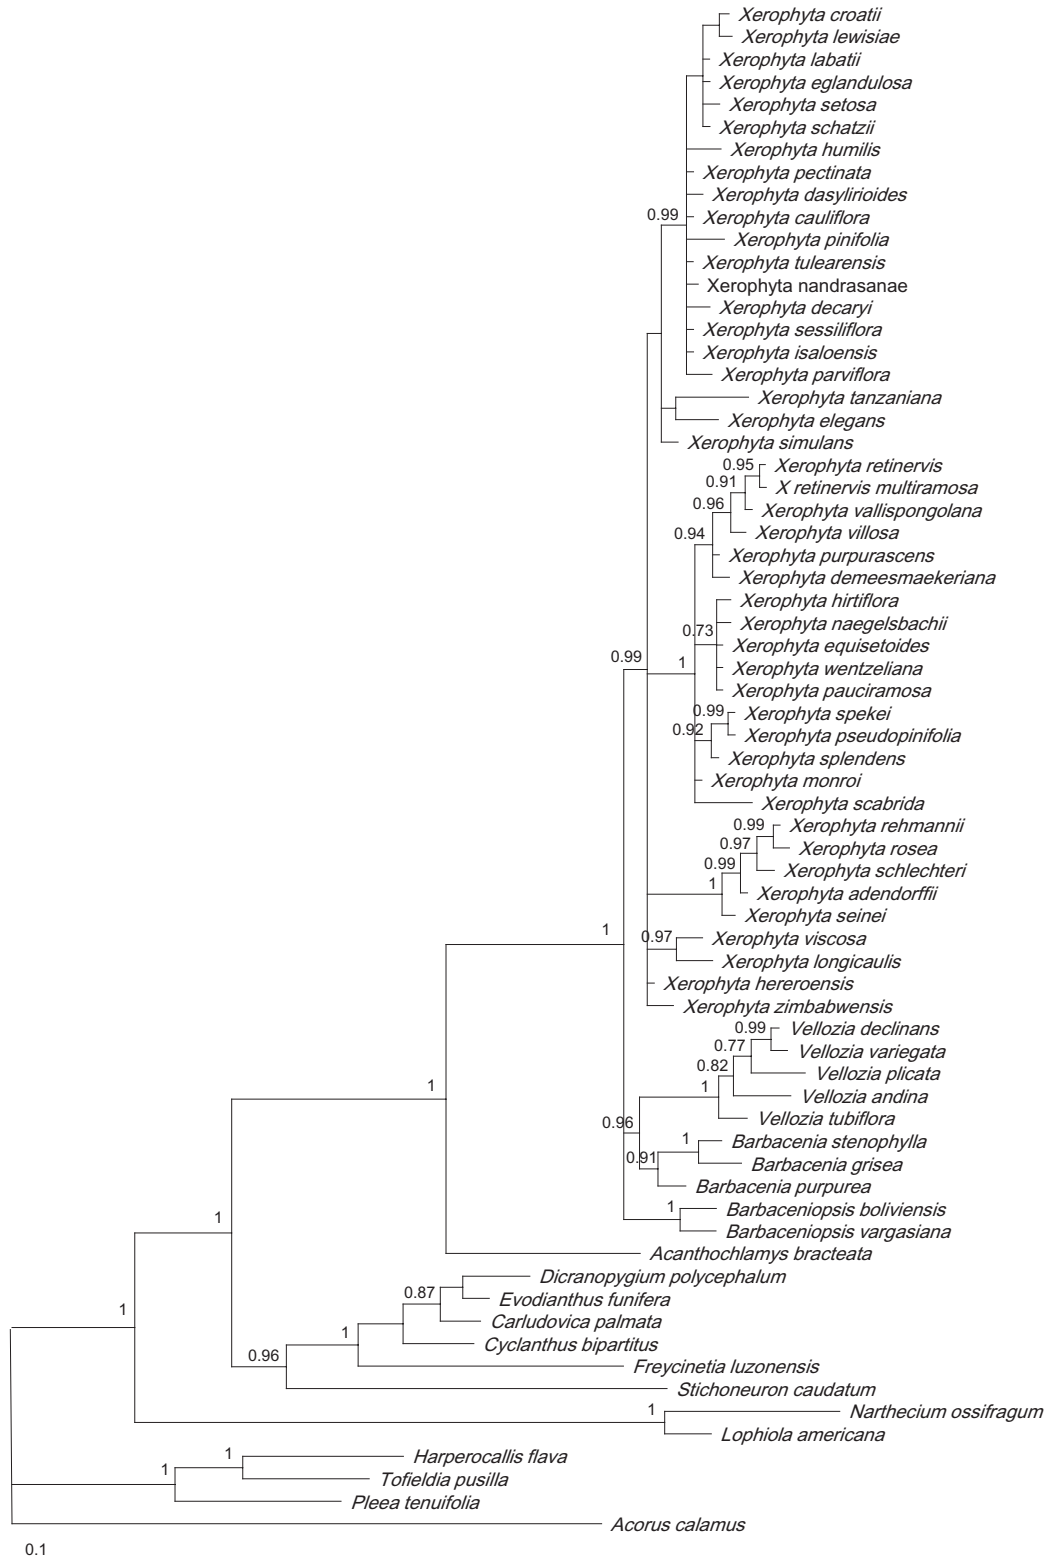 Xerophyta croatii
Xerophyta lewisiae
Xerophyta labatii
Xerophyta eglandulosa
Xerophyta setosa
Xerophyta schatzii
Xerophyta humilis
Xerophyta pectinata
Xerophyta dasylirioides
0.99
Xerophyta cauliflora
Xerophyta pinifolia
Xerophyta tulearensis
Xerophyta nandrasanae
Xerophyta decaryi
Xerophyta sessiliflora
Xerophyta isaloensis
Xerophyta parviflora
Xerophyta tanzaniana
Xerophyta elegans
Xerophyta simulans
0.95
Xerophyta retinervis
0.91
X retinervis multiramosa
0.96
Xerophyta vallispongolana
0.94
Xerophyta villosa
Xerophyta purpurascens
Xerophyta demeesmaekeriana
Xerophyta hirtiflora
Xerophyta naegelsbachii
0.73
Xerophyta equisetoides
0.99
1
Xerophyta wentzeliana
Xerophyta pauciramosa
0.99
Xerophyta spekei
0.92
Xerophyta pseudopinifolia
Xerophyta splendens
Xerophyta monroi
Xerophyta scabrida
0.99
Xerophyta rehmannii
0.97
Xerophyta rosea
0.99
Xerophyta schlechteri
1
Xerophyta adendorffii
Xerophyta seinei
1
0.97
Xerophyta viscosa
Xerophyta longicaulis
Xerophyta hereroensis
Xerophyta zimbabwensis
0.99
Vellozia declinans
0.77
Vellozia variegata
0.82
Vellozia plicata
1
1
Vellozia andina
Vellozia tubiflora
0.96
1
Barbacenia stenophylla
0.91
Barbacenia grisea
Barbacenia purpurea
1
1
Barbaceniopsis boliviensis
Barbaceniopsis vargasiana
Acanthochlamys bracteata
Dicranopygium polycephalum
0.87
Evodianthus funifera
1
Carludovica palmata
1
Cyclanthus bipartitus
0.96
Freycinetia luzonensis
Stichoneuron caudatum
1
Narthecium ossifragum
Lophiola americana
1
Harperocallis flava
1
Tofieldia pusilla
Pleea tenuifolia
Acorus calamus
0.1